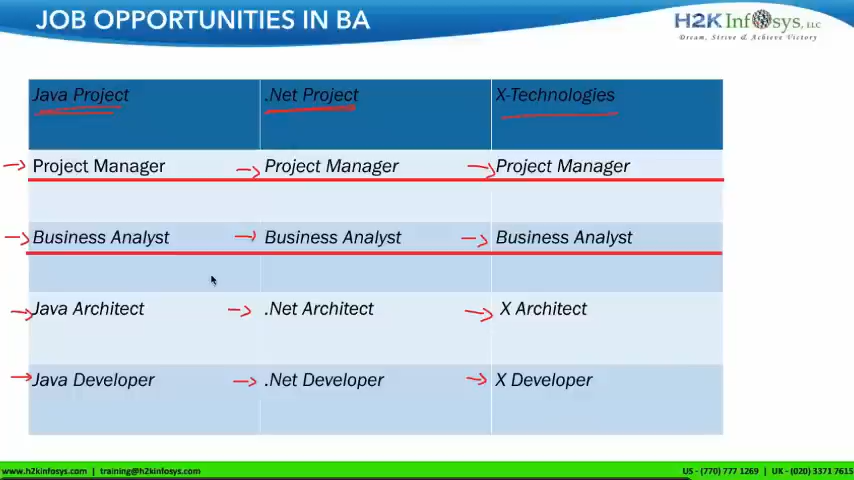 JOB OPPORTUNITIES IN BA
H2K Infosys, LLC
Dream, Strive & Achieve Victory
Java Project .Net Project X-Technologies
Project Manager Project Manager Project Manager
Business Analyst Business Analyst Business Analyst
Java Architect .Net Architect X Architect
Java Developer .Net Developer X Developer
www.h2kinfosys.com | training@h2kinfosys.com US - (770) 777 1269 | UK - (020) 3371 7615